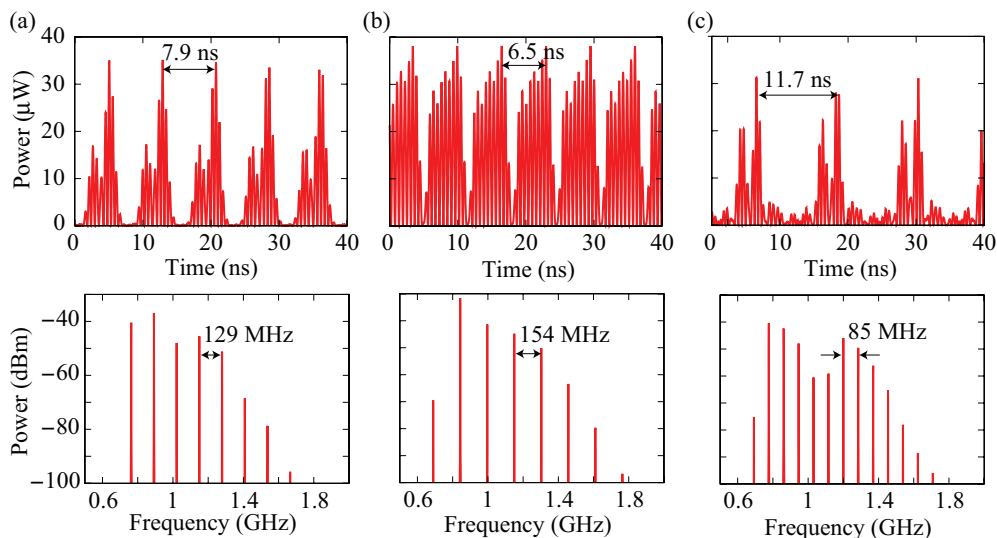 (a)
(b)
(c)
Power (µW)
40
30
20
10
0
7.9 ns
6.5 ns
11.7 ns
0 10 20 30 40
0 10 20 30 40
0 10 20 30 40
Time (ns)
Time (ns)
Time (ns)
Power (dBm)
−40
−60
−80
−100
129 MHz
154 MHz
85 MHz
0.6 1 1.4 1.8
0.6 1 1.4 1.8
0.6 1 1.4 1.8
Frequency (GHz)
Frequency (GHz)
Frequency (GHz)